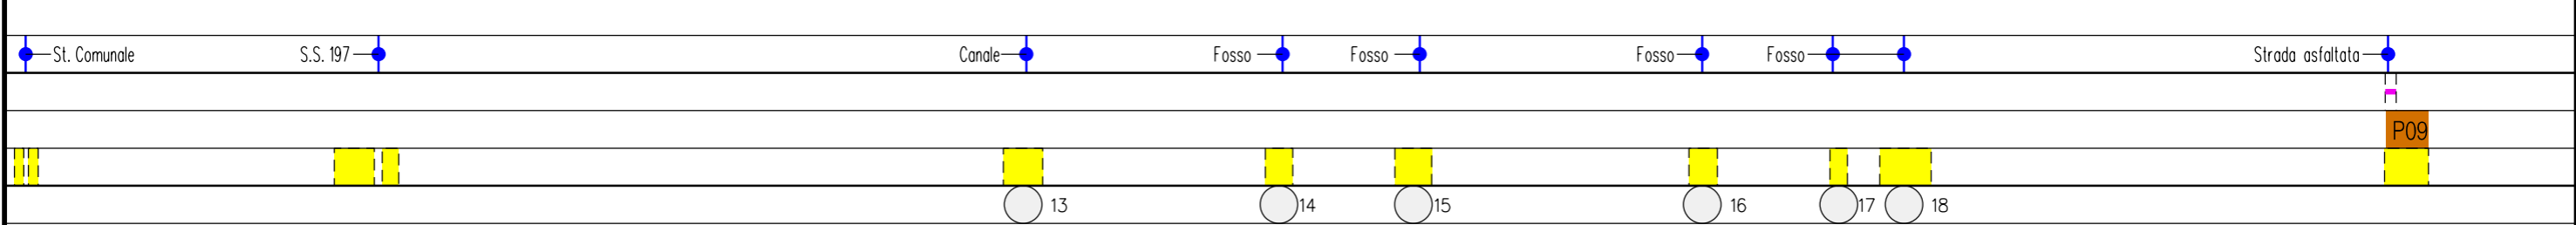 St. Comunale S.S. 197 Canale Fosso Fosso Fosso Fosso Strada asfaltata
P09
13 14 15 16 17 18